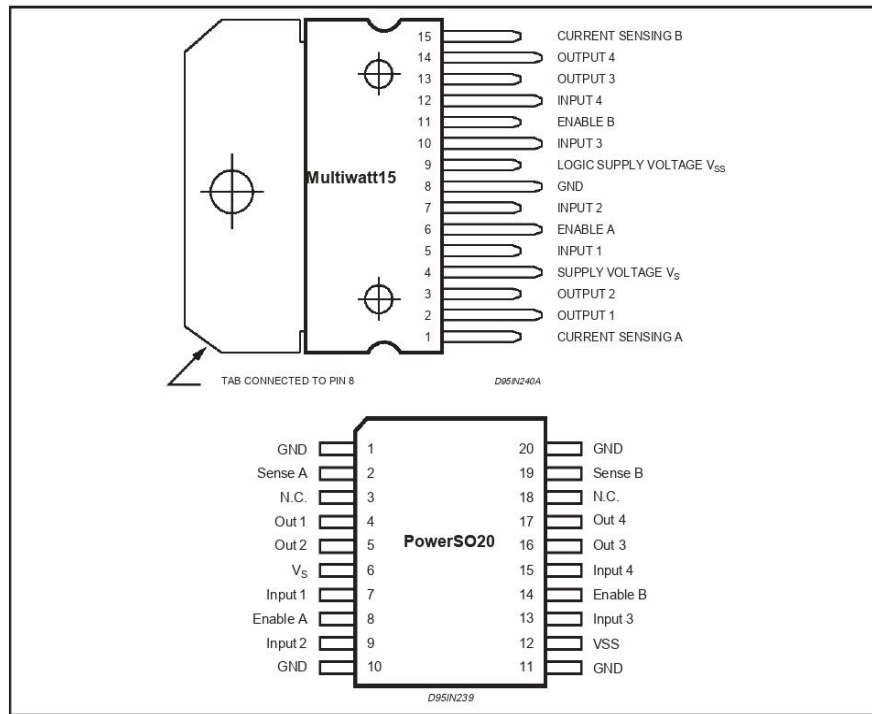 15 CURRENT SENSING B
14 OUTPUT 4
13 OUTPUT 3
12 INPUT 4
11 ENABLE B
10 INPUT 3
9 LOGIC SUPPLY VOLTAGE VSS
Multiwatt15
8 GND
7 INPUT 2
6 ENABLE A
5 INPUT 1
4 SUPPLY VOLTAGE VS
3 OUTPUT 2
2 OUTPUT 1
1 CURRENT SENSING A
TAB CONNECTED TO PIN 8
D95IN240A
GND 1 20 GND
Sense A 2 19 Sense B
N.C. 3 18 N.C.
Out 1 4 17 Out 4
Out 2 5 PowerSO20 16 Out 3
VS 6 15 Input 4
Input 1 7 14 Enable B
Enable A 8 13 Input 3
Input 2 9 12 VSS
GND 10 11 GND
D95IN239